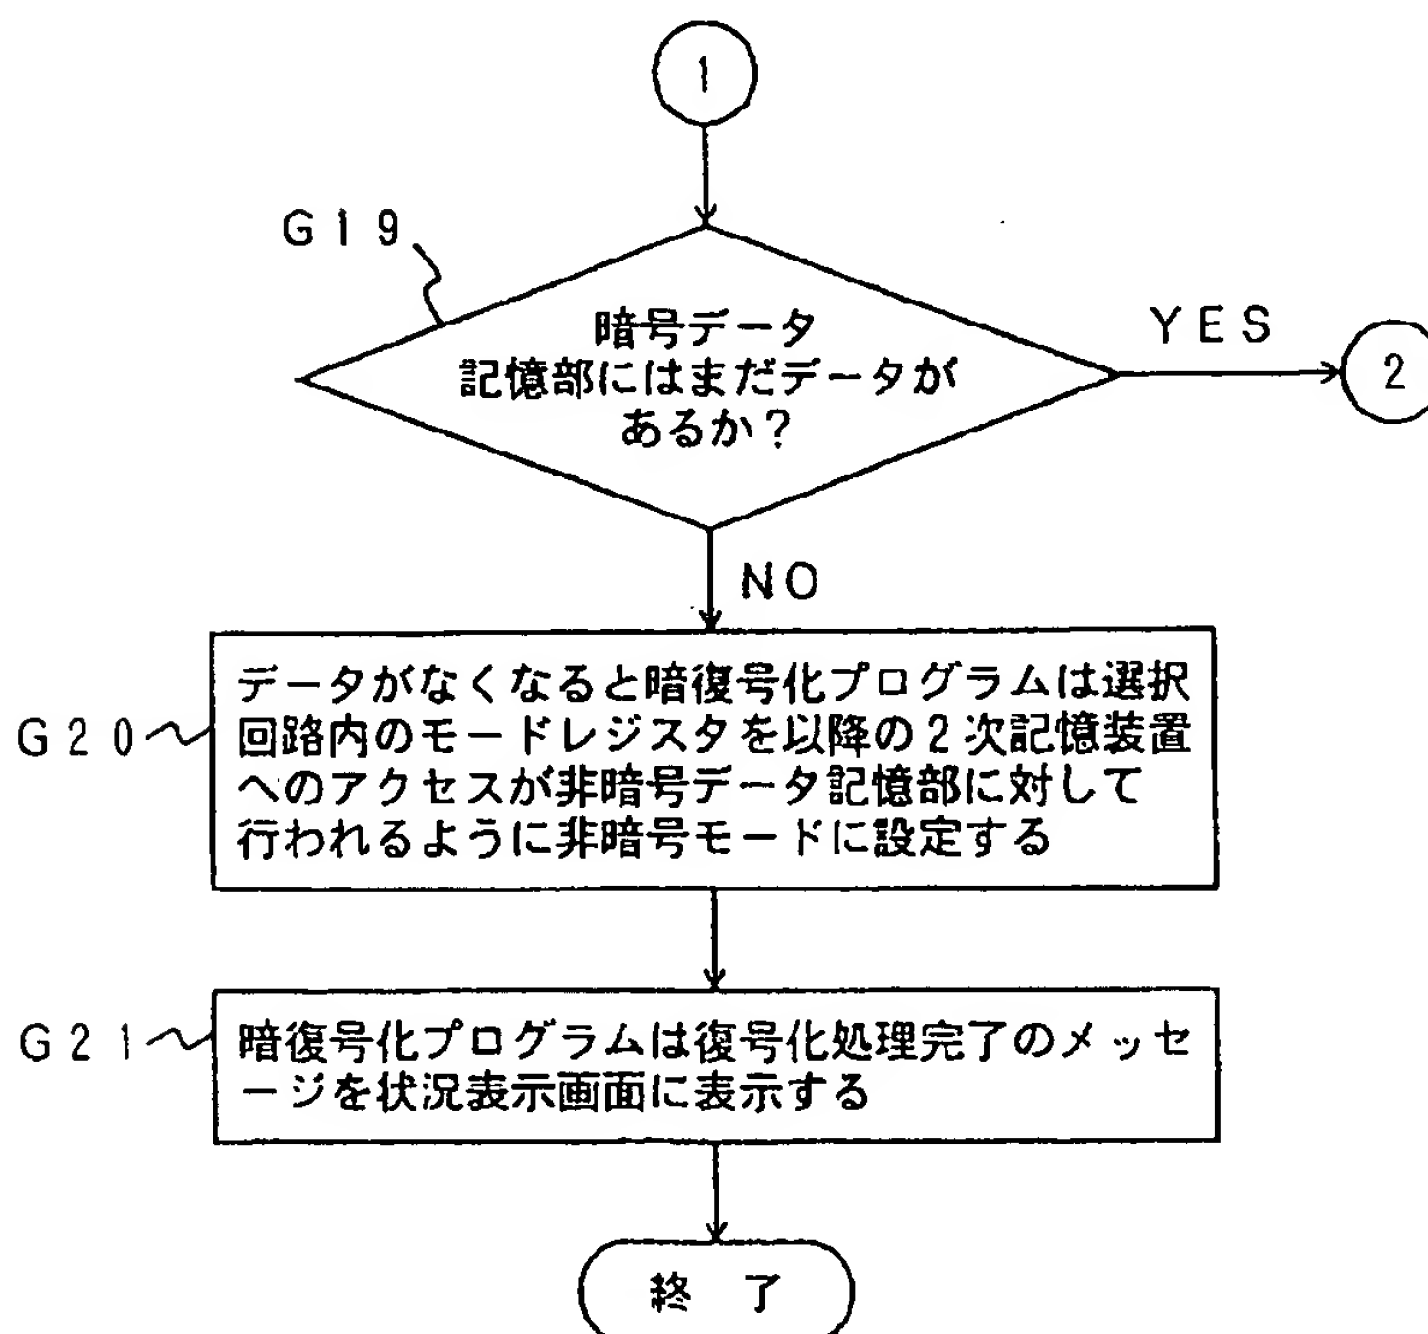 1
G19
暗号データ
記憶部にはまだデータが
あるか？
YES
2
NO
G20
データがなくなると暗復号化プログラムは選択
回路内のモードレジスタを以降の2次記憶装置
へのアクセスが非暗号データ記憶部に対して
行われるように非暗号モードに設定する
G21
暗復号化プログラムは復号化処理完了のメッセ
ージを状況表示画面に表示する
終 了